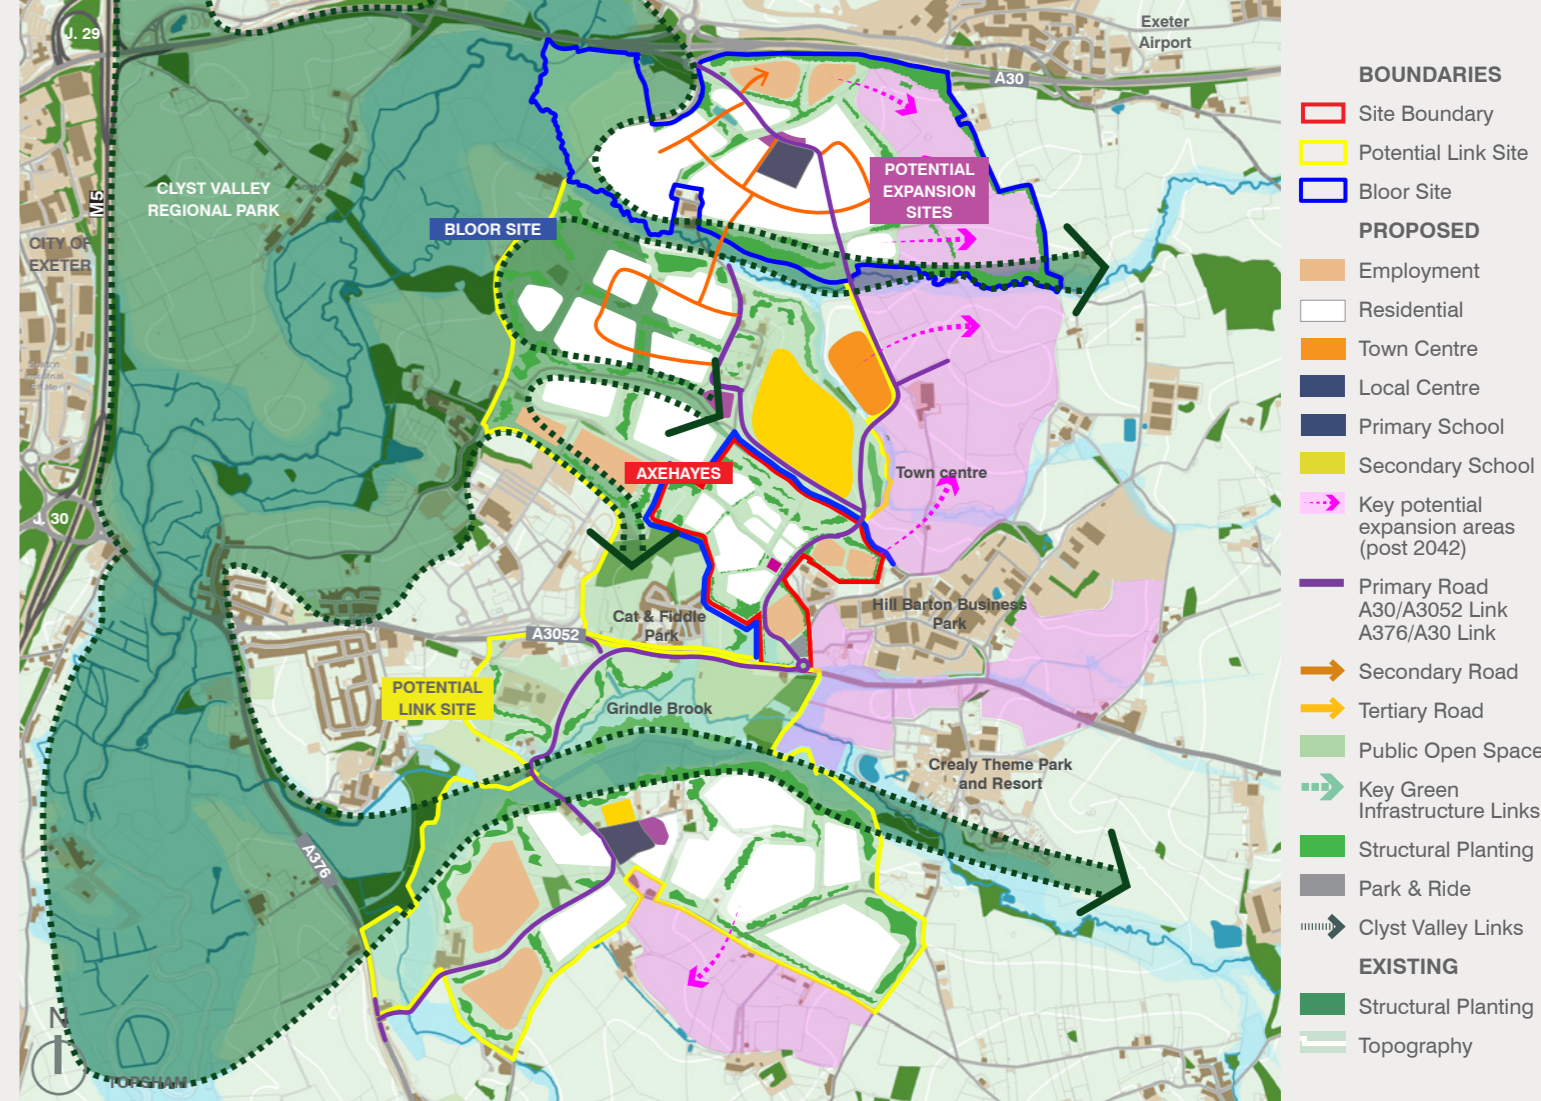 J. 29
M5
CLYST VALLEY
REGIONAL PARK
CITY OF
EXETER
J. 30
Exeter
Airport
A30
POTENTIAL
EXPANSION
SITES
BLOOR SITE
AXEHAYES
Town centre
Hill Barton Business
Park
Cat & Fiddle
Park
A3052
POTENTIAL
LINK SITE
Grindle Brook
Crealy Theme Park
and Resort
A376
N
TOPSHAM
BOUNDARIES
Site Boundary
Potential Link Site
Bloor Site
PROPOSED
Employment
Residential
Town Centre
Local Centre
Primary School
Secondary School
Key potential
expansion areas
(post 2042)
Primary Road
A30/A3052 Link
A376/A30 Link
Secondary Road
Tertiary Road
Public Open Space
Key Green
Infrastructure Links
Structural Planting
Park & Ride
Clyst Valley Links
EXISTING
Structural Planting
Topography